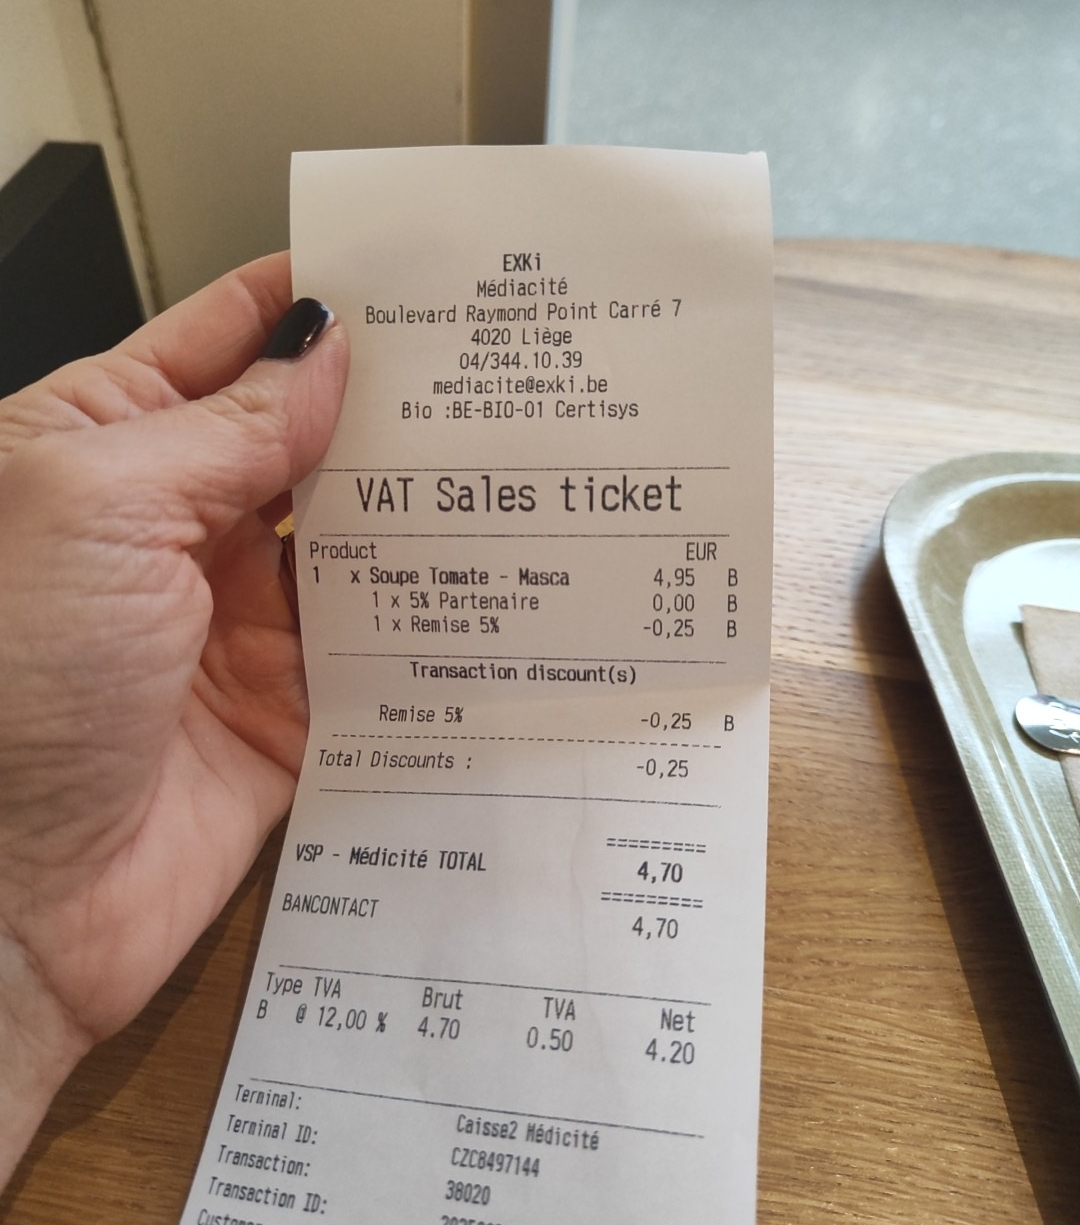 EXKi
Médiacité
Boulevard Raymond Point Carré 7
4020 Liège
04/344.10.39
mediacite@exki.be
Bio :BE-BIO-01 Certisys
VAT Sales ticket
Product EUR
1 x Soupe Tomate - Masca 4,95 B
1 x 5% Partenaire 0,00 B
1 x Remise 5% -0,25 B
Transaction discount(s)
Remise 5% -0,25 B
Total Discounts : -0,25
=========
VSP - Médicité TOTAL 4,70
=========
BANCONTACT 4,70
Type TVA Brut TVA Net
B @ 12,00 % 4.70 0.50 4.20
Terminal: Caisse2 Médicité
Terminal ID: CZC8497144
Transaction: 38020
Transaction ID: